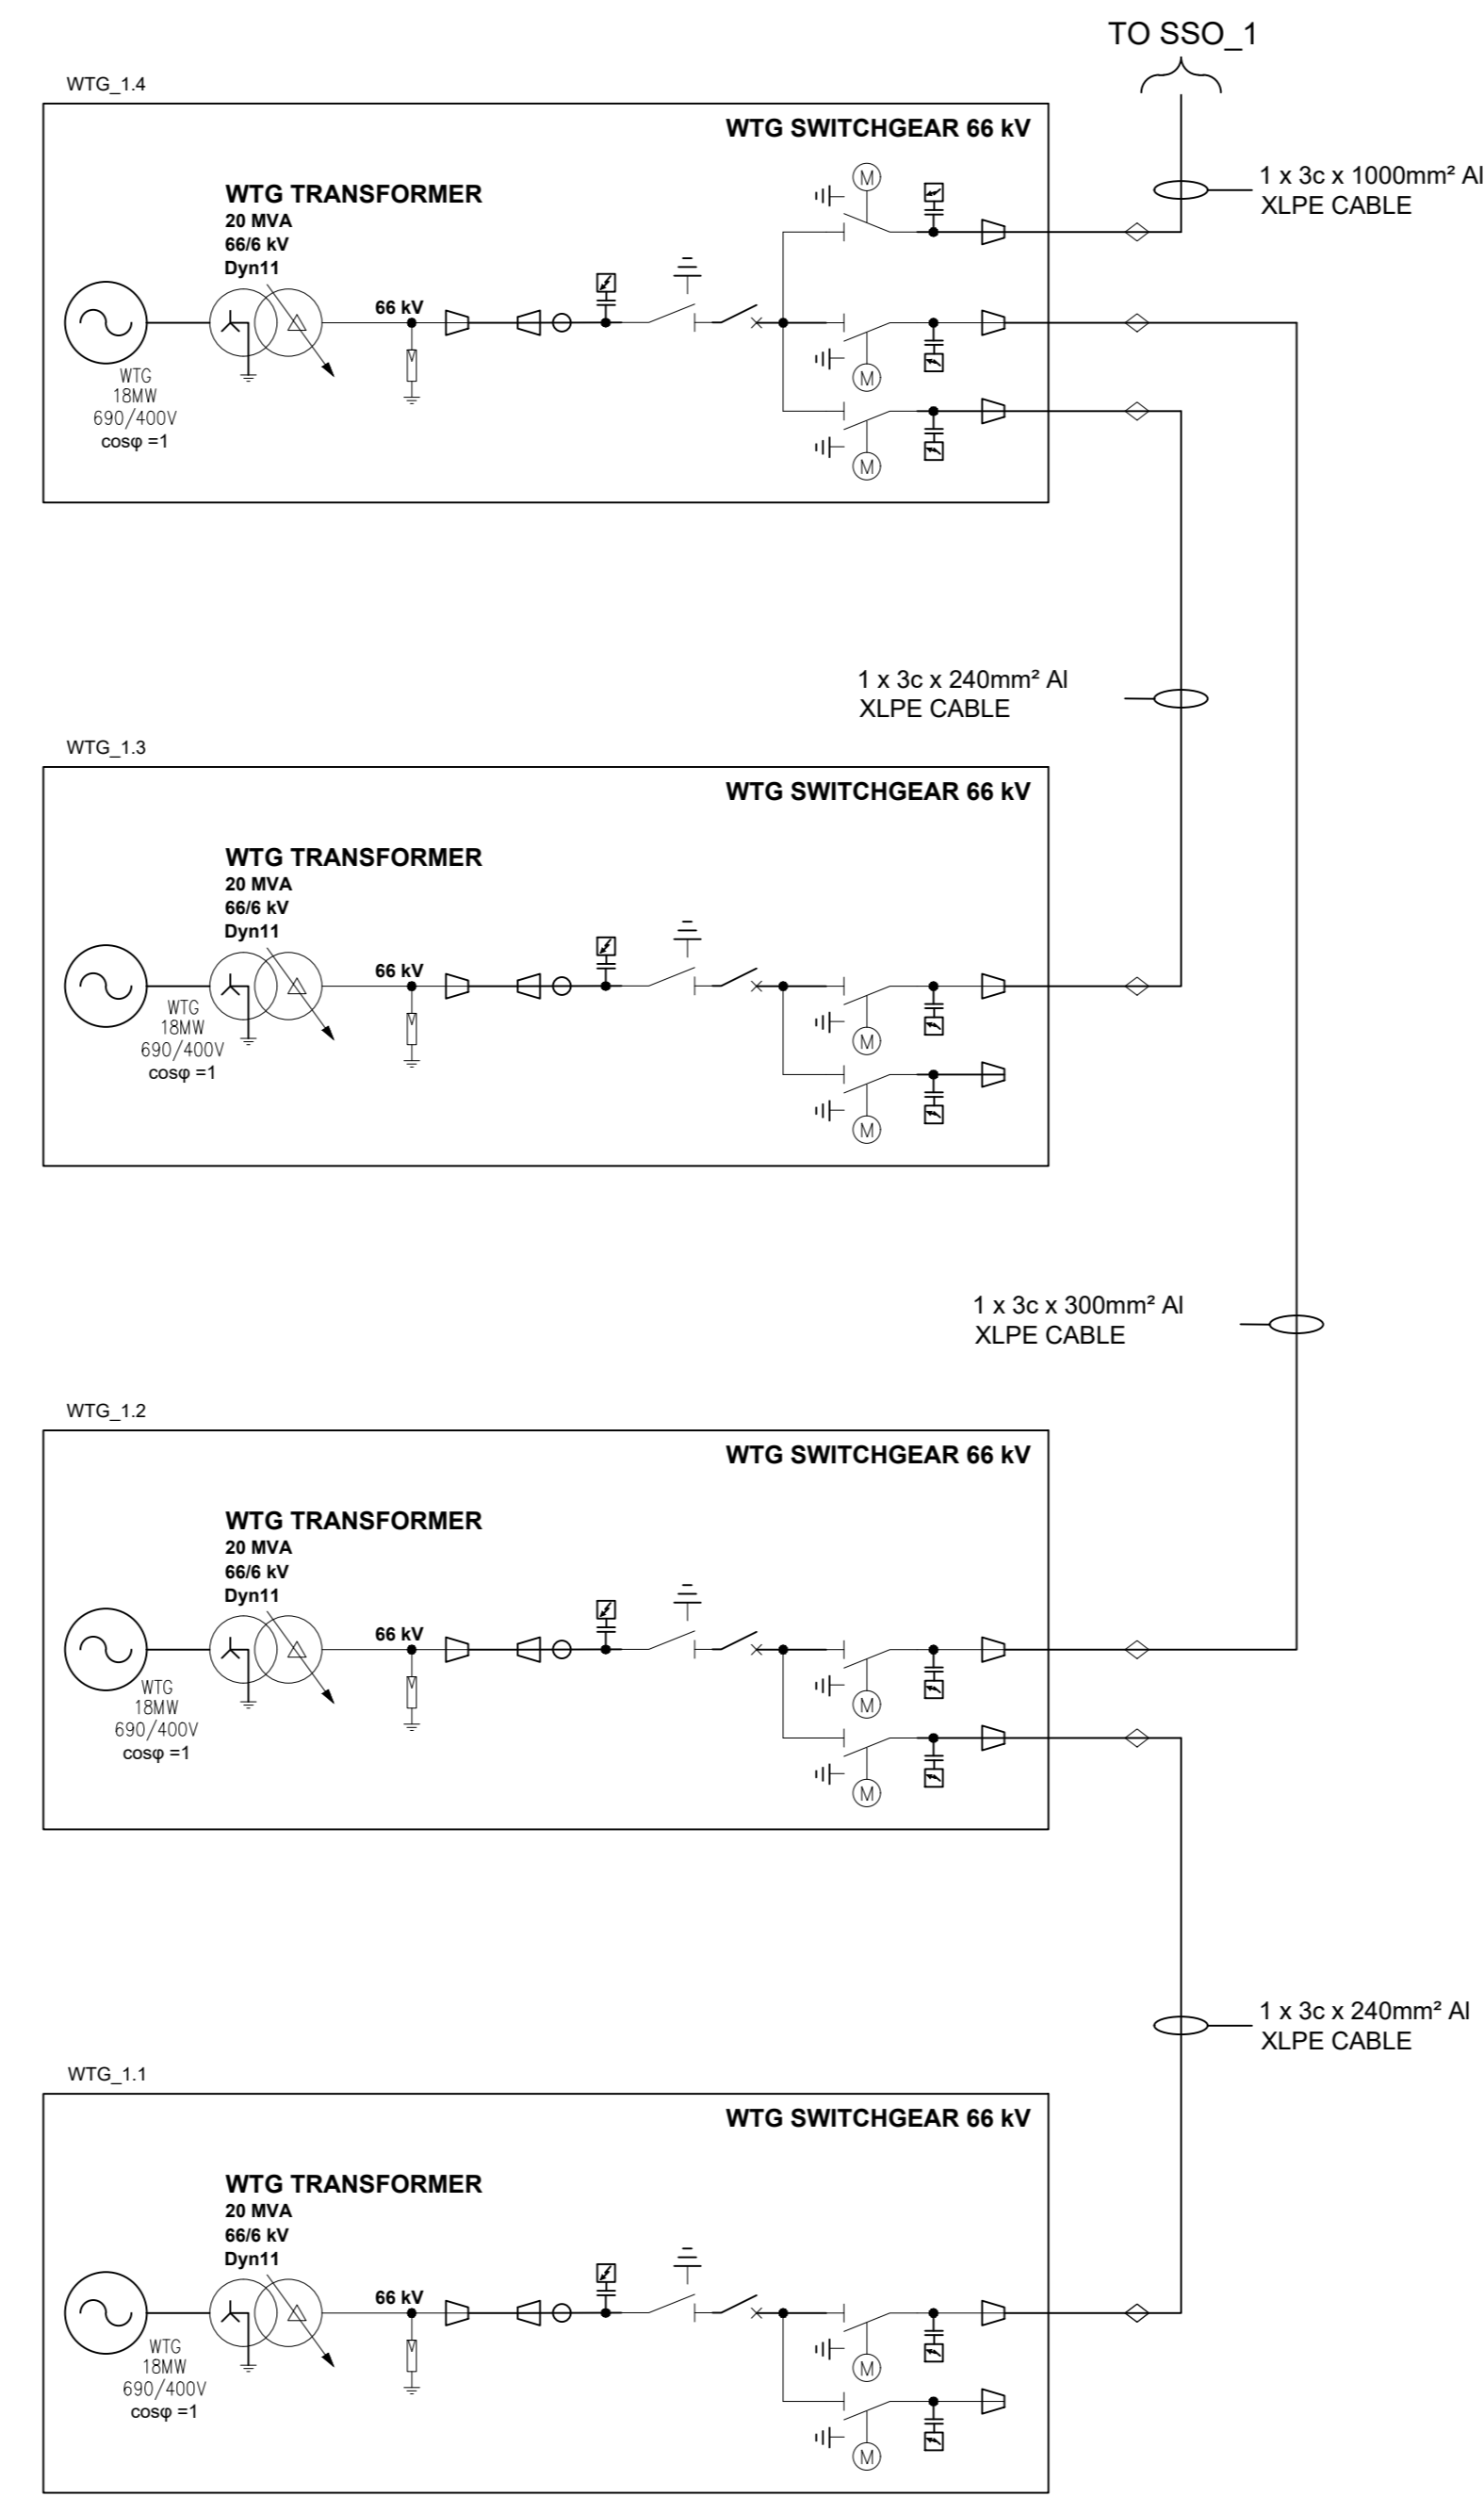 TO SSO_1
WTG_1.4
WTG SWITCHGEAR 66 kV
1 x 3c x 1000mm² Al
XLPE CABLE
WTG TRANSFORMER
20 MVA
66/6 kV
Dyn11
M
66 kV
M
M
WTG
18MW
690/400V
cosφ =1
1 x 3c x 240mm² Al
XLPE CABLE
WTG_1.3
WTG SWITCHGEAR 66 kV
WTG TRANSFORMER
20 MVA
66/6 kV
Dyn11
66 kV
M
M
WTG
18MW
690/400V
cosφ =1
1 x 3c x 300mm² Al
XLPE CABLE
WTG_1.2
WTG SWITCHGEAR 66 kV
WTG TRANSFORMER
20 MVA
66/6 kV
Dyn11
66 kV
M
M
WTG
18MW
690/400V
cosφ =1
1 x 3c x 240mm² Al
XLPE CABLE
WTG_1.1
WTG SWITCHGEAR 66 kV
WTG TRANSFORMER
20 MVA
66/6 kV
Dyn11
66 kV
M
M
WTG
18MW
690/400V
cosφ =1